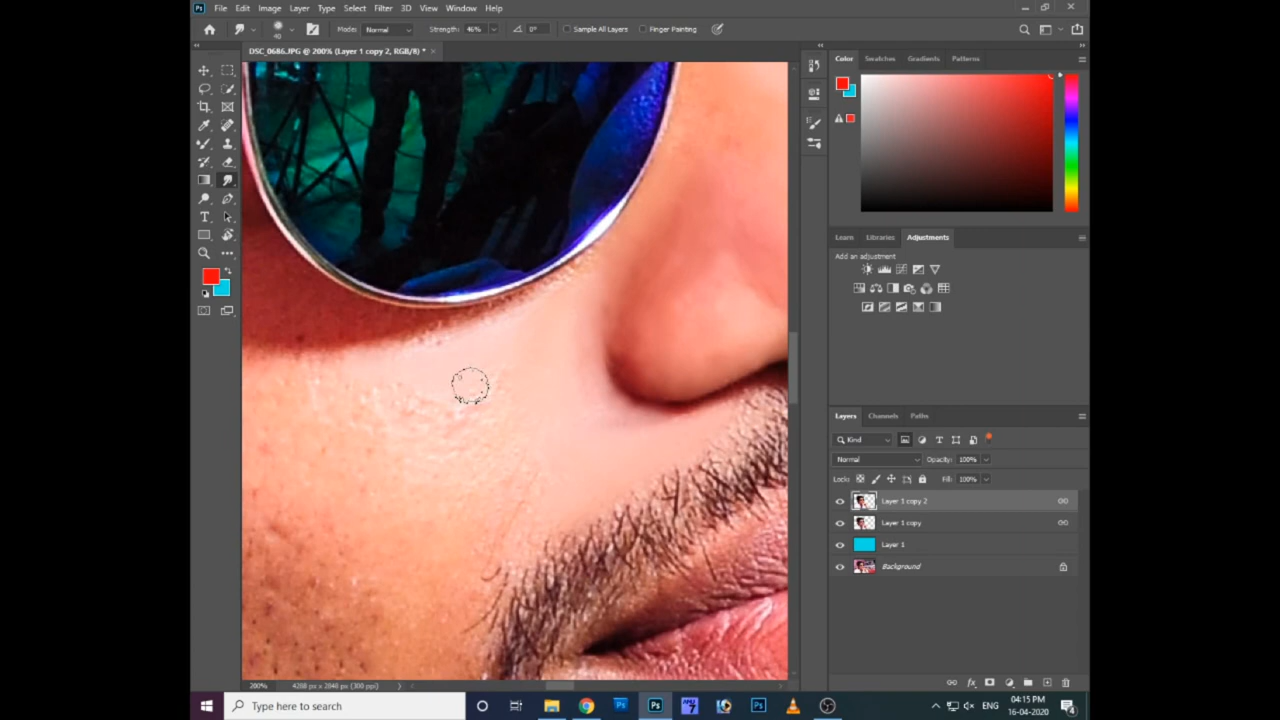 File Edit Image Layer Type Select Filter 3D View Window Help
40 Mode: Normal Strength: 46% 0° Sample All Layers Finger Painting
DSC_0686.JPG @ 200% (Layer 1 copy 2, RGB/8) *
Color Swatches Gradients Patterns
Learn Libraries Adjustments
Add an adjustment
Layers Channels Paths
Kind
Normal Opacity: 100%
Lock: Fill: 100%
Layer 1 copy 2
Layer 1 copy
Layer 1
Background
200% 4288 px x 2848 px (300 ppi)
Type here to search
ENG 04:15 PM
16-04-2020